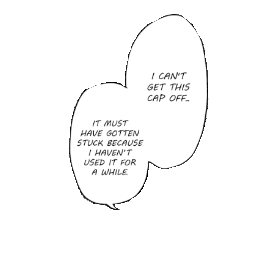 I CAN'T
GET THIS
CAP OFF..
IT MUST
HAVE GOTTEN
STUCK BECAUSE
I HAVEN'T
USED IT FOR
A WHILE.